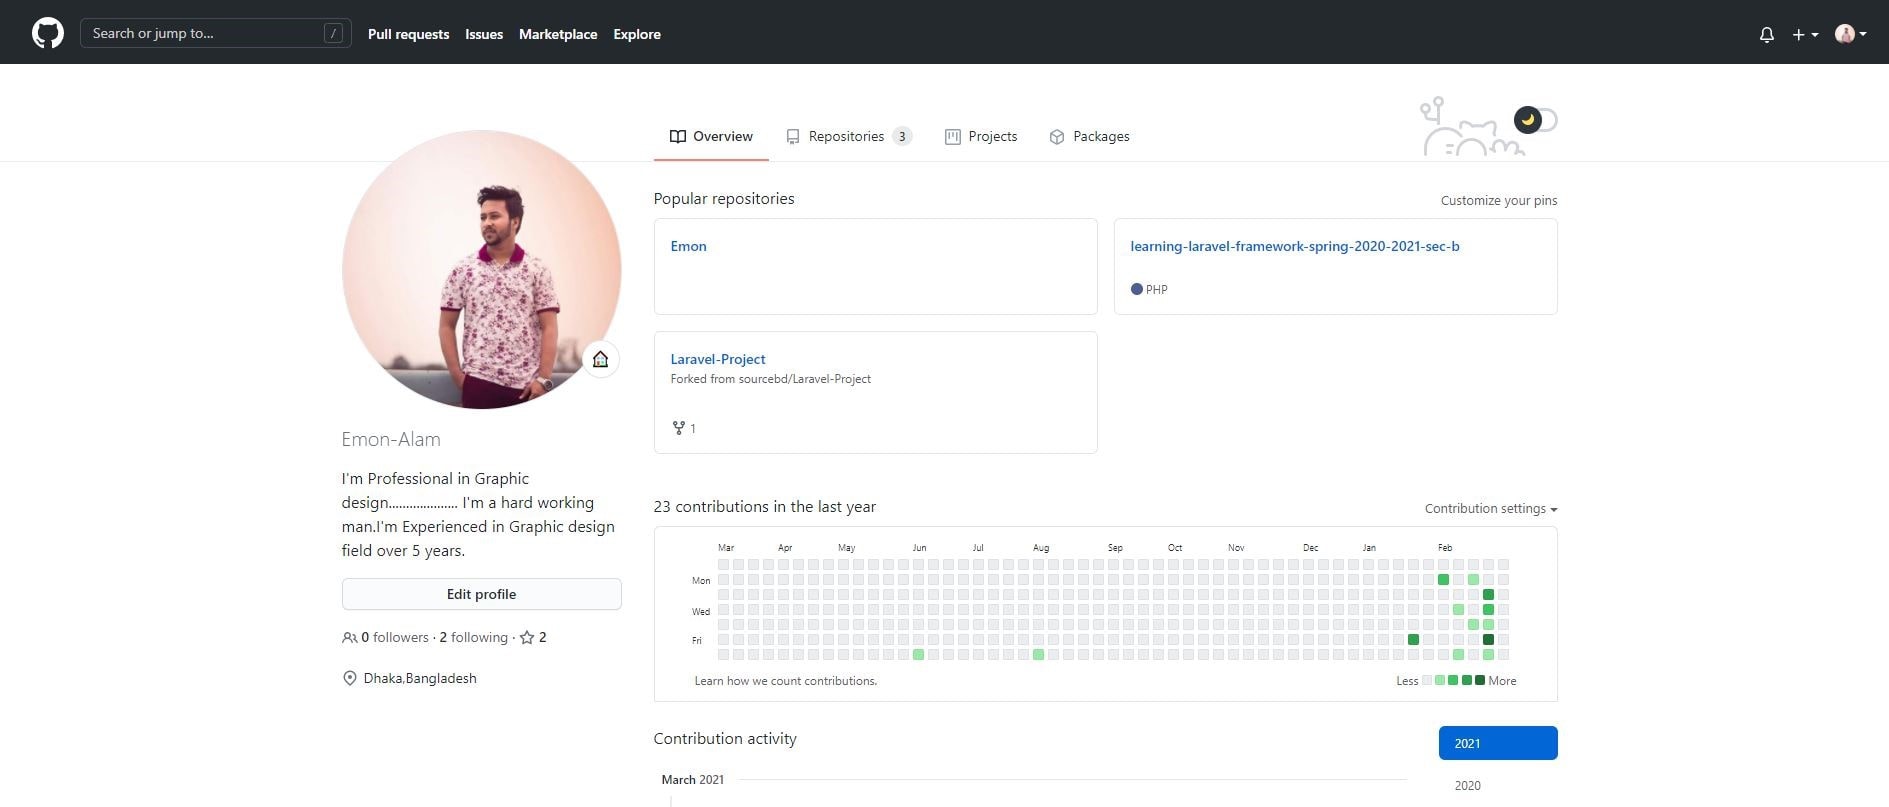 Search or jump to... /
Pull requests Issues Marketplace Explore
Overview Repositories 3 Projects Packages
Emon-Alam
I'm Professional in Graphic
design.................... I'm a hard working
man.I'm Experienced in Graphic design
field over 5 years.
Edit profile
0 followers · 2 following · 2
Dhaka,Bangladesh
Popular repositories
Customize your pins
Emon
learning-laravel-framework-spring-2020-2021-sec-b
PHP
Laravel-Project
Forked from sourcebd/Laravel-Project
1
23 contributions in the last year
Contribution settings
Mar Apr May Jun Jul Aug Sep Oct Nov Dec Jan Feb
Mon
Wed
Fri
Learn how we count contributions.
Less More
Contribution activity
2021
March 2021
2020